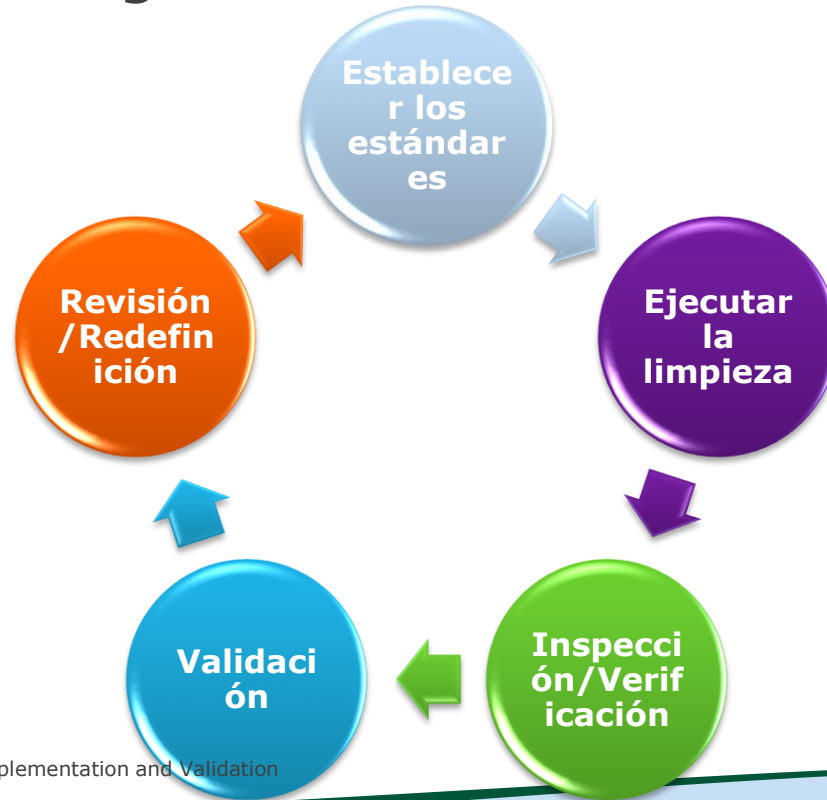 Establece
r los
estándar
es
Ejecutar
la
limpieza
Inspecci
ón/Verif
icación
Validaci
ón
Revisión
/Redefin
ición
plementation and Validation